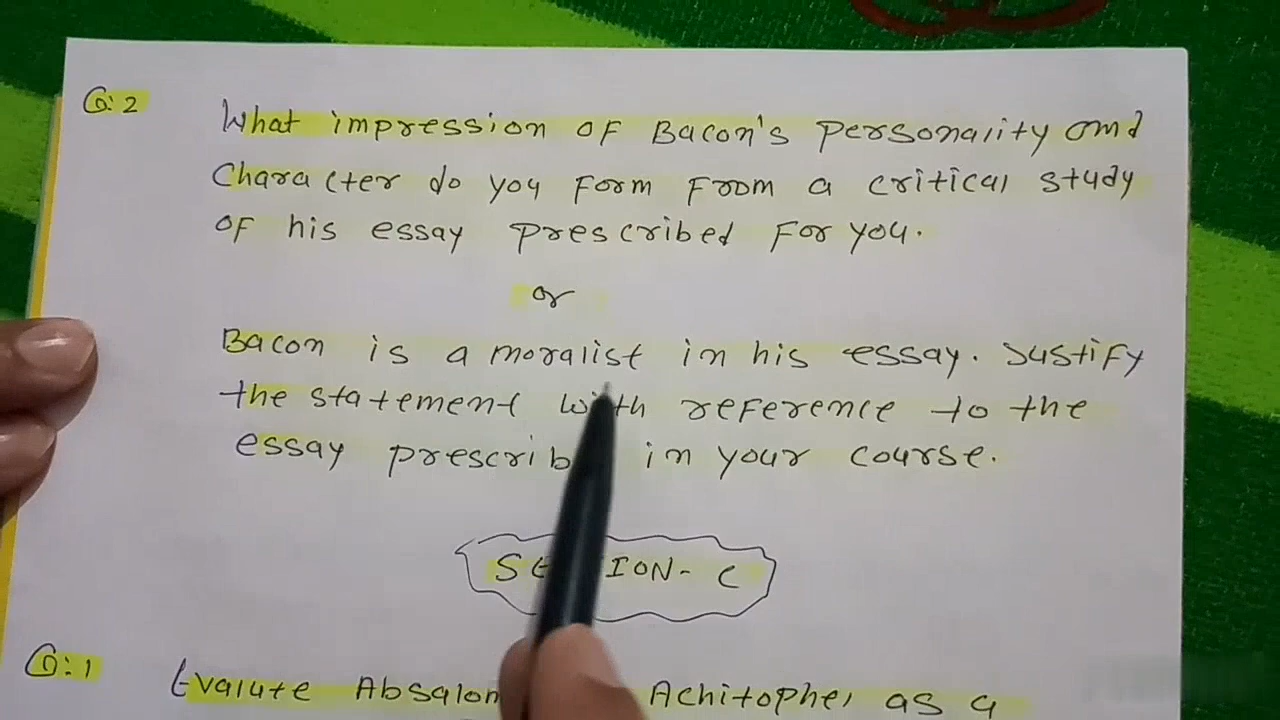 Q:2
What impression of Bacon's personality and
Character do you Form From a critical study
of his essay prescribed For you.
or
Bacon is a moralist in his essay. Justify
the statement with reference to the
essay prescrib in your course.
SECTION- C
Q:1
Evalute Absalon Achitophel as a